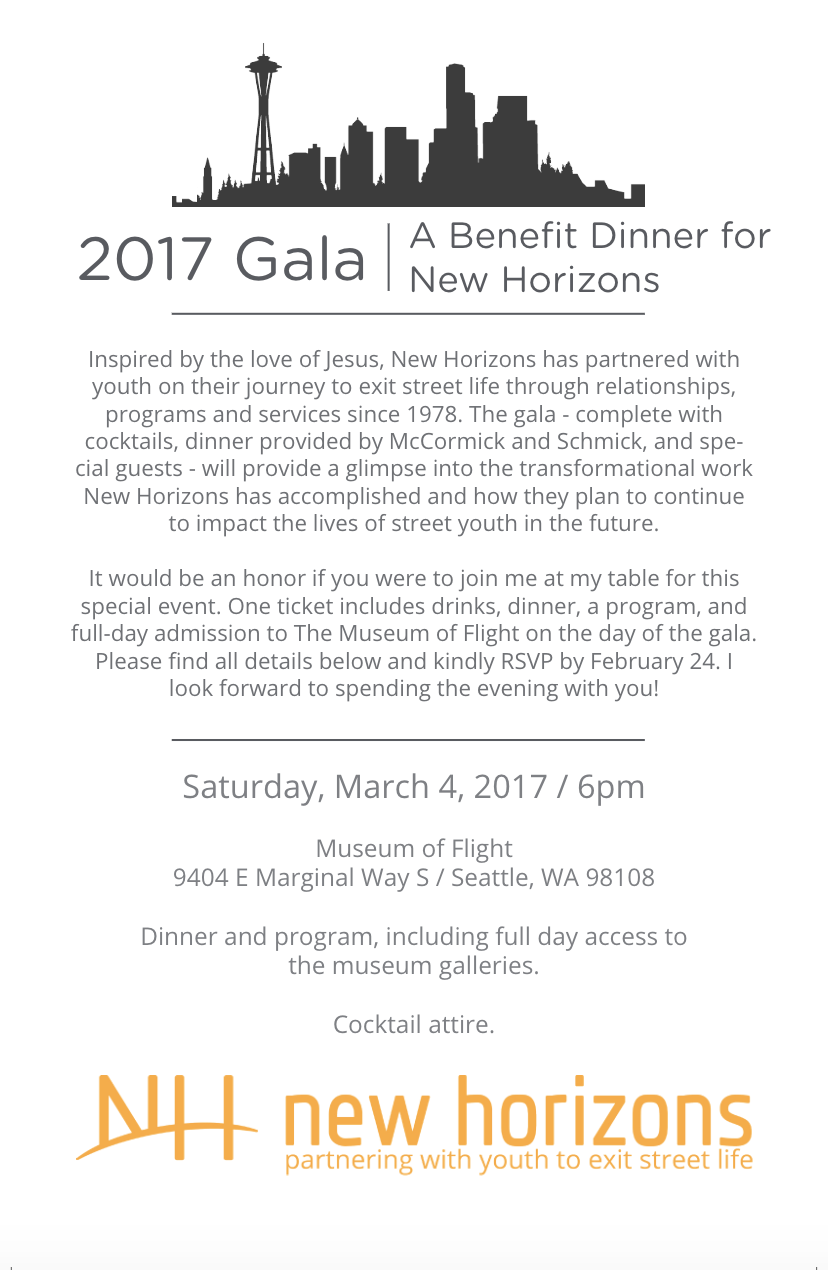 2017 Gala
A Benefit Dinner for
New Horizons
Inspired by the love of Jesus, New Horizons has partnered with
youth on their journey to exit street life through relationships,
programs and services since 1978. The gala - complete with
cocktails, dinner provided by McCormick and Schmick, and spe-
cial guests - will provide a glimpse into the transformational work
New Horizons has accomplished and how they plan to continue
to impact the lives of street youth in the future.
It would be an honor if you were to join me at my table for this
special event. One ticket includes drinks, dinner, a program, and
full-day admission to The Museum of Flight on the day of the gala.
Please find all details below and kindly RSVP by February 24. I
look forward to spending the evening with you!
Saturday, March 4, 2017 / 6pm
Museum of Flight
9404 E Marginal Way S / Seattle, WA 98108
Dinner and program, including full day access to
the museum galleries.
Cocktail attire.
NH new horizons
partnering with youth to exit street life